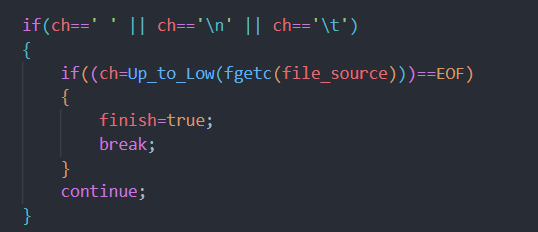 if(ch==' ' || ch=='\n' || ch=='\t')
{
    if((ch=Up_to_Low(fgetc(file_source)))==EOF)
    {
        finish=true;
        break;
    }
    continue;
}